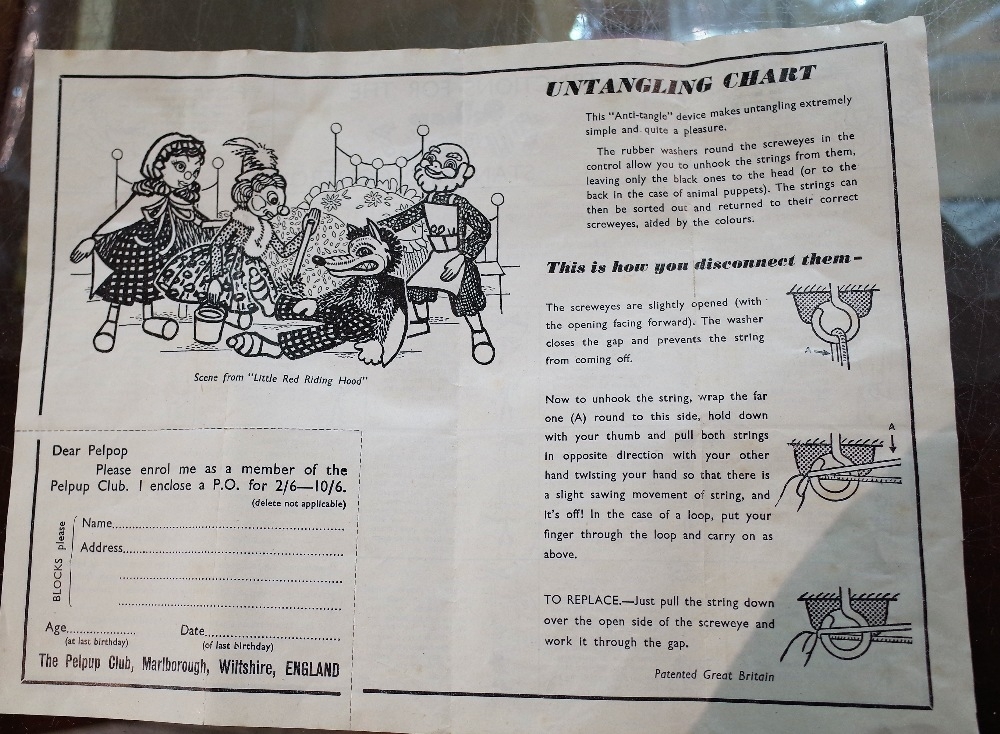 UNTANGLING CHART
This "Anti-tangle" device makes untangling extremely
simple and quite a pleasure.
The rubber washers round the screweyes in the
control allow you to unhook the strings from them,
leaving only the black ones to the head (or to the
back in the case of animal puppets). The strings can
then be sorted out and returned to their correct
screweyes, aided by the colours.
This is how you disconnect them-
The screweyes are slightly opened (with
the opening facing forward). The washer
closes the gap and prevents the string
from coming off.
A
Now to unhook the string, wrap the far
one (A) round to this side, hold down
with your thumb and pull both strings
in opposite direction with your other
hand twisting your hand so that there is
a slight sawing movement of string, and
it's off! In the case of a loop, put your
finger through the loop and carry on as
above.
A
TO REPLACE.—Just pull the string down
over the open side of the screweye and
work it through the gap.
Patented Great Britain
Scene from "Little Red Riding Hood"
Dear Pelpop
Please enrol me as a member of the
Pelpup Club. I enclose a P.O. for 2/6—10/6.
(delete not applicable)
BLOCKS please
Name
Address
Age
(at last birthday)
Date
(of last birthday)
The Pelpup Club, Marlborough, Wiltshire, ENGLAND